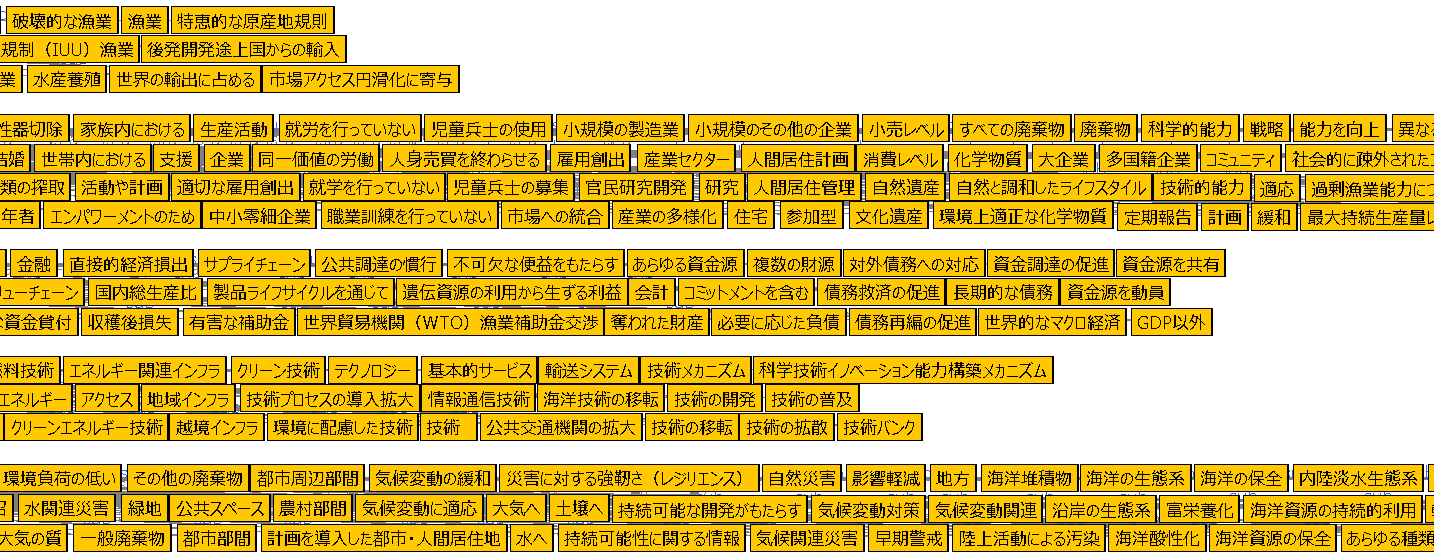 破壊的な漁業 漁業 特恵的な原産地規則
規制（IUU）漁業 後発開発途上国からの輸入
業 水産養殖 世界の輸出に占める 市場アクセス円滑化に寄与
性器切除 家族内における 生産活動 就労を行っていない 児童兵士の使用 小規模の製造業 小規模のその他の企業 小売レベル すべての廃棄物 廃棄物 科学的能力 戦略 能力を向上 異なる
結婚 世帯内における 支援 企業 同一価値の労働 人身売買を終わらせる 雇用創出 産業セクター 人間居住計画 消費レベル 化学物質 大企業 多国籍企業 コミュニティ 社会的に疎外された
類の搾取 活動や計画 適切な雇用創出 就学を行っていない 児童兵士の募集 官民研究開発 研究 人間居住管理 自然遺産 自然と調和したライフスタイル 技術的能力 適応 過剰漁業能力に
年者 エンパワーメントのため 中小零細企業 職業訓練を行っていない 市場への統合 産業の多様化 住宅 参加型 文化遺産 環境上適正な化学物質 定期報告 計画 緩和 最大持続生産量
金融 直接的経済損出 サプライチェーン 公共調達の慣行 不可欠な便益をもたらす あらゆる資金源 複数の財源 対外債務への対応 資金調達の促進 資金源を共有
ューチェーン 国内総生産比 製品ライフサイクルを通じて 遺伝資源の利用から生ずる利益 会計 コミットメントを含む 債務救済の促進 長期的な債務 資金源を動員
な資金貸付 収穫後損失 有害な補助金 世界貿易機関（WTO）漁業補助金交渉 奪われた財産 必要に応じた負債 債務再編の促進 世界的なマクロ経済 GDP以外
燃料技術 エネルギー関連インフラ クリーン技術 テクノロジー 基本的サービス 輸送システム 技術メカニズム 科学技術イノベーション能力構築メカニズム
エネルギー アクセス 地域インフラ 技術プロセスの導入拡大 情報通信技術 海洋技術の移転 技術の開発 技術の普及
クリーンエネルギー技術 越境インフラ 環境に配慮した技術 技術 公共交通機関の拡大 技術の移転 技術の拡散 技術バンク
環境負荷の低い その他の廃棄物 都市周辺部間 気候変動の緩和 災害に対する強靭さ（レジリエンス） 自然災害 影響軽減 地方 海洋堆積物 海洋の生態系 海洋の保全 内陸淡水生態系
水関連災害 緑地 公共スペース 農村部間 気候変動に適応 大気へ 土壌へ 持続可能な開発がもたらす 気候変動対策 気候変動関連 沿岸の生態系 富栄養化 海洋資源の持続的利用
大気の質 一般廃棄物 都市部間 計画を導入した都市・人間居住地 水へ 持続可能性に関する情報 気候関連災害 早期警戒 陸上活動による汚染 海洋酸性化 海洋資源の保全 あらゆる種類